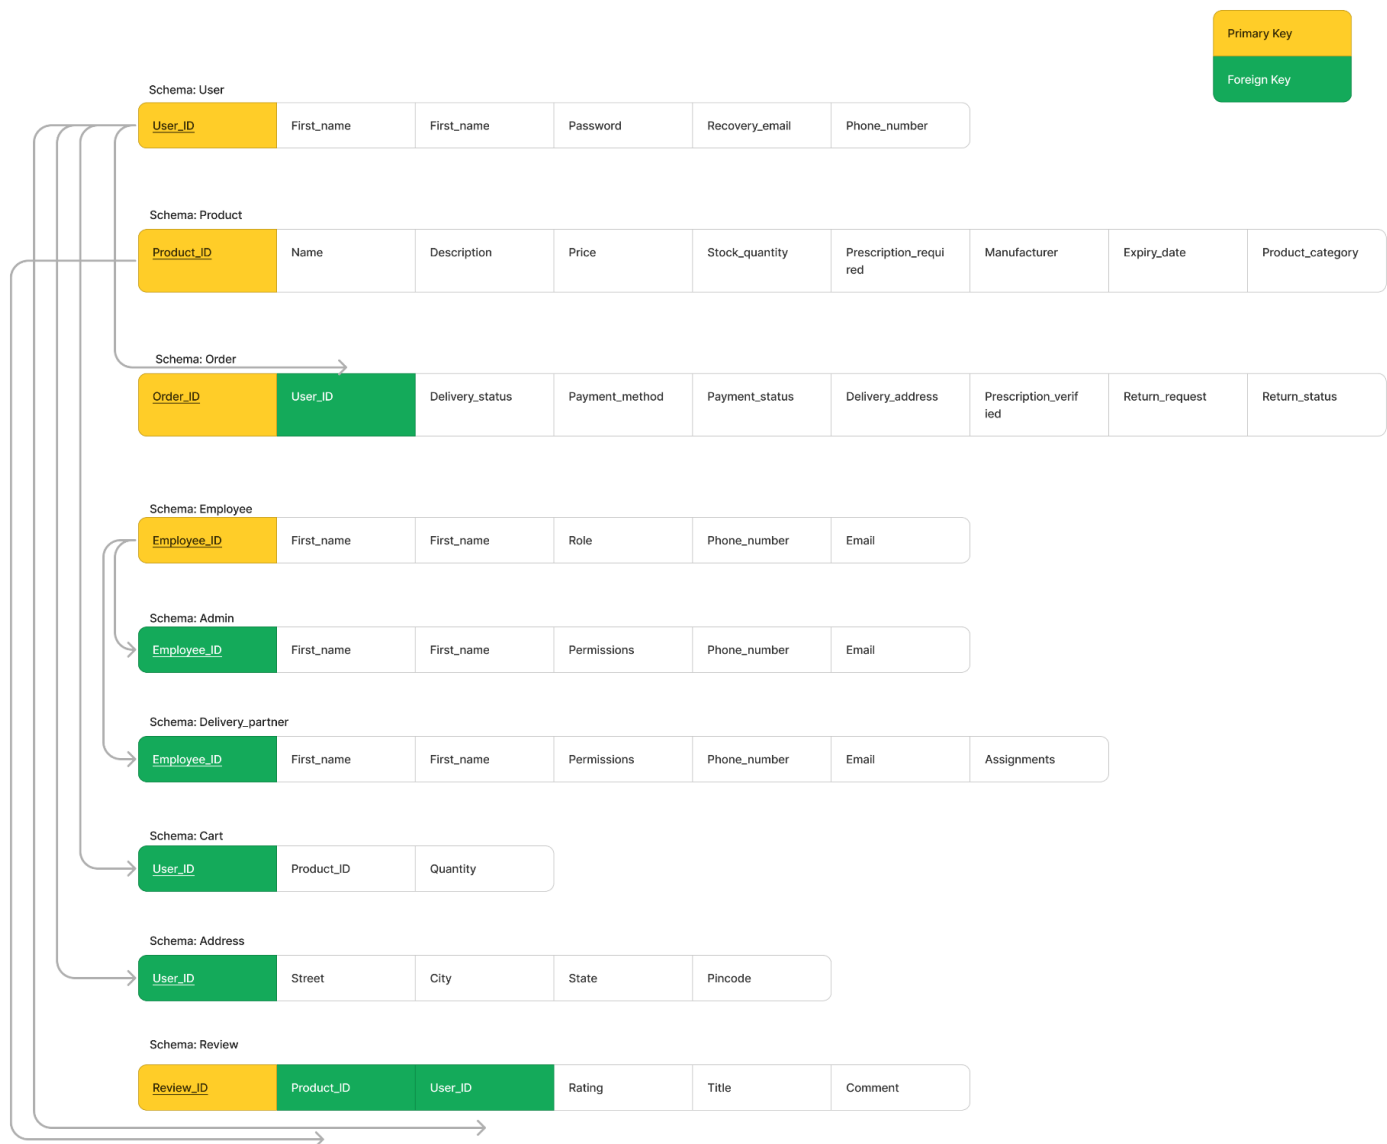 Primary Key
Foreign Key
Schema: User
User_ID First_name First_name Password Recovery_email Phone_number
Schema: Product
Product_ID Name Description Price Stock_quantity Prescription_requi Manufacturer Expiry_date Product_category
red
Schema: Order
Order_ID User_ID Delivery_status Payment_method Payment_status Delivery_address Prescription_verif Return_request Return_status
ied
Schema: Employee
Employee_ID First_name First_name Role Phone_number Email
Schema: Admin
Employee_ID First_name First_name Permissions Phone_number Email
Schema: Delivery_partner
Employee_ID First_name First_name Permissions Phone_number Email Assignments
Schema: Cart
User_ID Product_ID Quantity
Schema: Address
User_ID Street City State Pincode
Schema: Review
Review_ID Product_ID User_ID Rating Title Comment